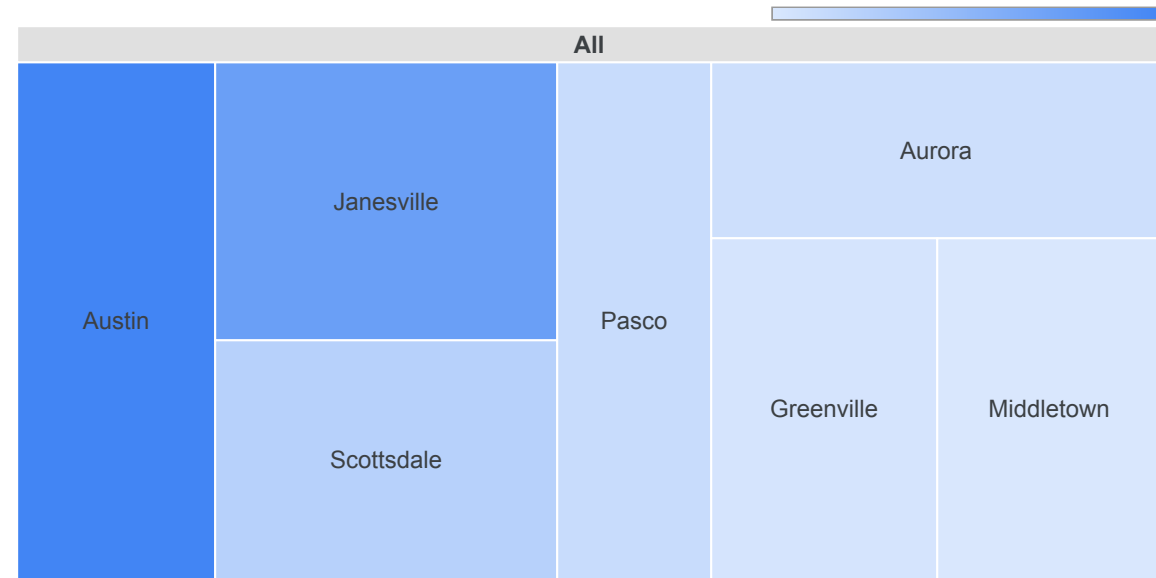 All
Austin
Janesville
Scottsdale
Pasco
Aurora
Greenville
Middletown